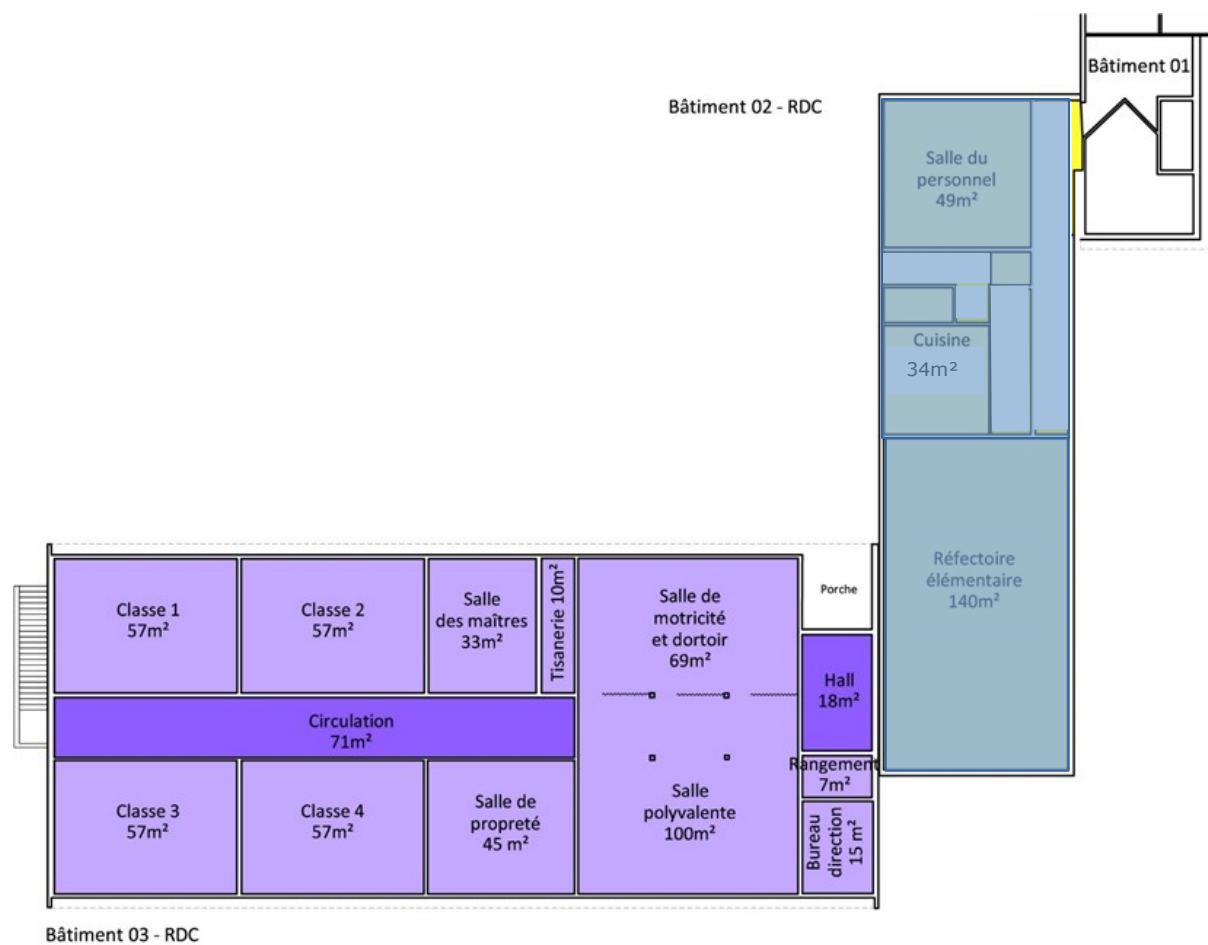 Bâtiment 01
Bâtiment 02 - RDC
Salle du
personnel
49m²
Cuisine
34m²
Réfectoire
élémentaire
140m²
Classe 1
57m²
Classe 2
57m²
Salle
des maîtres
33m²
Tisanerie 10m²
Salle de
motricité
et dortoir
69m²
Porche
Hall
18m²
Circulation
71m²
Rangement
7m²
Classe 3
57m²
Classe 4
57m²
Salle de
propreté
45 m²
Salle
polyvalente
100m²
Bureau
direction
15 m²
Bâtiment 03 - RDC